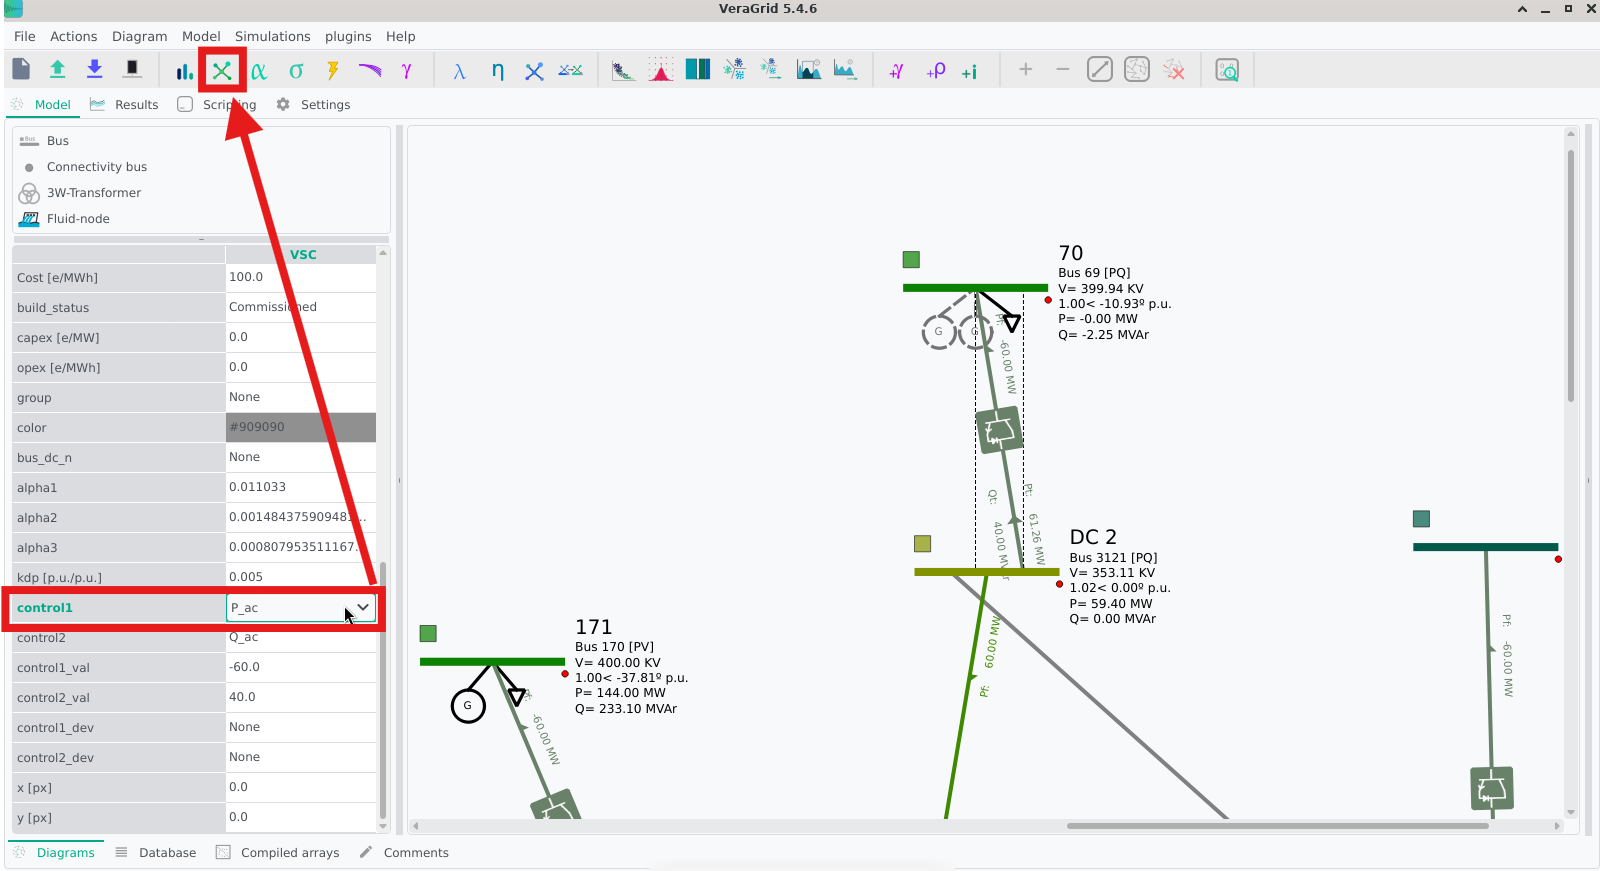 VeraGrid 5.4.6
File Actions Diagram Model Simulations plugins Help
α σ γ λ η +γ +ρ +i
Model Results Scripting Settings
Bus Bus
Connectivity bus
3W-Transformer
Fluid-node
VSC
Cost [e/MWh] 100.0
build_status Commissioned
capex [e/MW] 0.0
opex [e/MWh] 0.0
group None
color #909090
bus_dc_n None
alpha1 0.011033
alpha2 0.001484375909481...
alpha3 0.000807953511167...
kdp [p.u./p.u.] 0.005
control1 P_ac
control2 Q_ac
control1_val -60.0
control2_val 40.0
control1_dev None
control2_dev None
x [px] 0.0
y [px] 0.0
70
Bus 69 [PQ]
V= 399.94 KV
1.00< -10.93º p.u.
P= -0.00 MW
Q= -2.25 MVAr
G G
Pf: -60.00 MW
Qt: 40.00 MVAr
Pt: 61.26 MW
DC 2
Bus 3121 [PQ]
V= 353.11 KV
1.02< 0.00º p.u.
P= 59.40 MW
Q= 0.00 MVAr
Pf: 60.00 MW
171
Bus 170 [PV]
V= 400.00 KV
1.00< -37.81º p.u.
P= 144.00 MW
Q= 233.10 MVAr
G
Pf: -60.00 MW
Pf: -60.00 MW
Diagrams Database Compiled arrays Comments